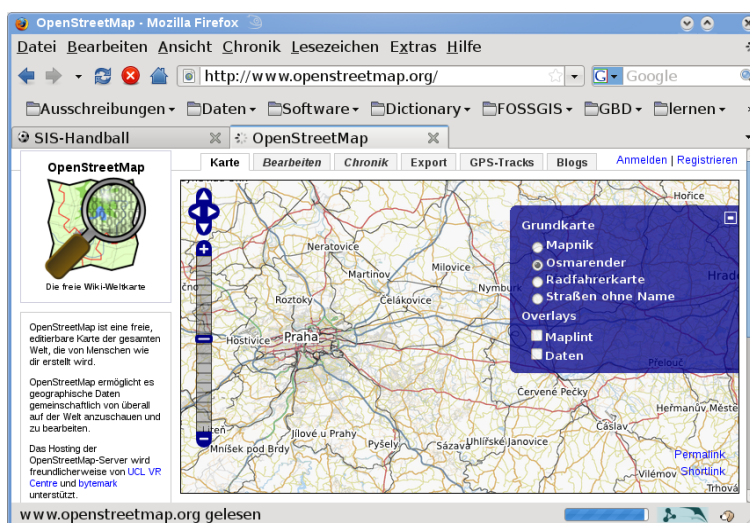 OpenStreetMap - Mozilla Firefox
Datei Bearbeiten Ansicht Chronik Lesezeichen Extras Hilfe
http://www.openstreetmap.org/
G Google
Ausschreibungen Daten Software Dictionary FOSSGIS GBD lernen
SIS-Handball OpenStreetMap
OpenStreetMap
Die freie Wiki-Weltkarte
Karte Bearbeiten Chronik Export GPS-Tracks Blogs
Anmelden | Registrieren
OpenStreetMap ist eine freie,
editierbare Karte der gesamten
Welt, die von Menschen wie
dir erstellt wird.
OpenStreetMap ermöglicht es
geographische Daten
gemeinschaftlich von überall
auf der Welt anzuschauen und
zu bearbeiten.
Das Hosting der
OpenStreetMap-Server wird
freundlicherweise von UCL VR
Centre und bytemark
unterstützt.
Hořice
Neratovice
Martinov
Milovice
Roztoky
Čelákovice
Nymburk
Hostivice
Praha
Přelouč
Červené Pečky
Heřmanův Měste
Čáslav
Jílové u Prahy
Mníšek pod Brdy
Pyšely
Sázava
Uhlířské Janovice
Vilémov
Trhová
Grundkarte
Mapnik
Osmarender
Radfahrerkarte
Straßen ohne Name
Overlays
Maplint
Daten
Permalink
Shortlink
www.openstreetmap.org gelesen